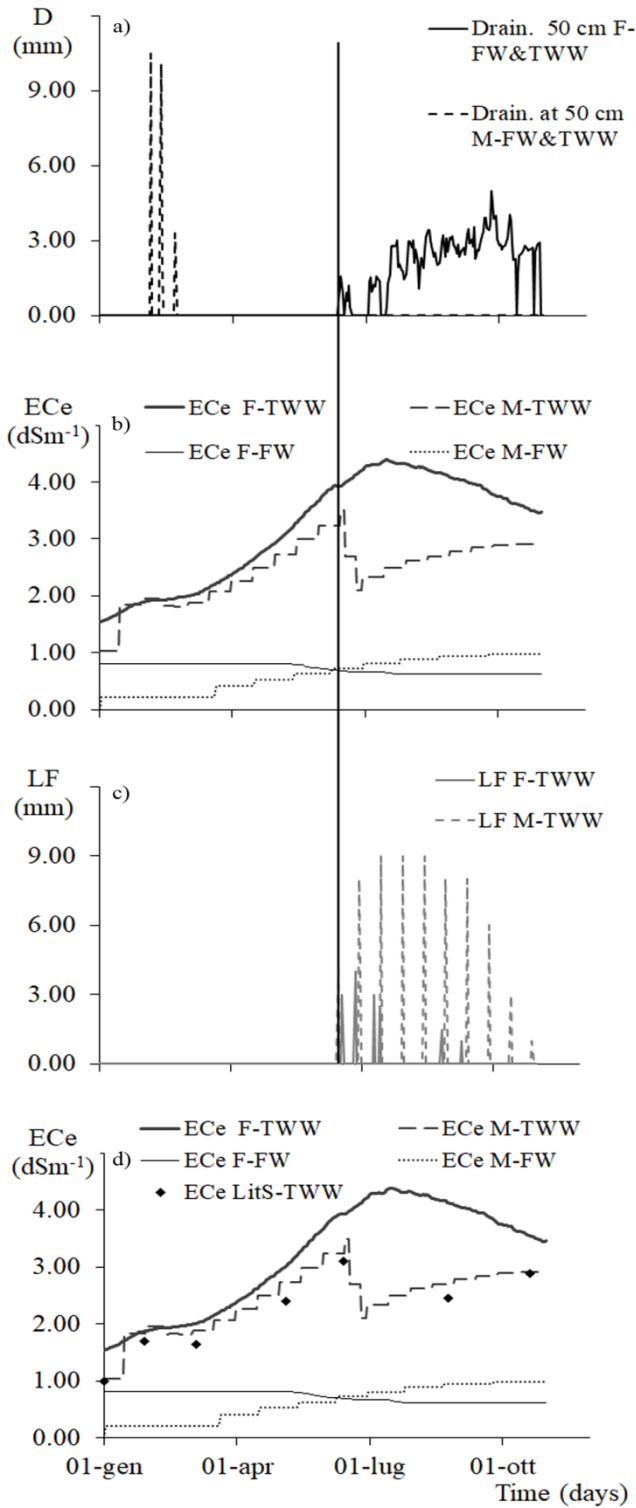 D
(mm)
a)
Drain. 50 cm F-
FW&TWW
Drain. at 50 cm
M-FW&TWW
9.00
6.00
3.00
0.00
ECe
(dSm-1)
b)
ECe F-TWW
ECe M-TWW
ECe F-FW
ECe M-FW
4.00
3.00
2.00
1.00
0.00
LF
(mm)
c)
LF F-TWW
LF M-TWW
9.00
6.00
3.00
0.00
ECe
(dSm-1)
d)
ECe F-TWW
ECe M-TWW
ECe F-FW
ECe M-FW
ECe LitS-TWW
4.00
3.00
2.00
1.00
0.00
01-gen
01-apr
01-lug
01-ott
Time (days)